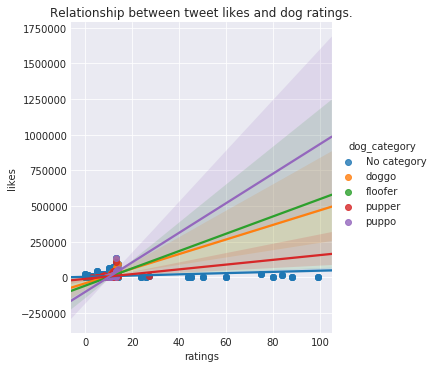 Relationship between tweet likes and dog ratings.
1750000
1500000
1250000
1000000
750000
500000
250000
0
−250000
likes
0
20
40
60
80
100
ratings
dog_category
No category
doggo
floofer
pupper
puppo